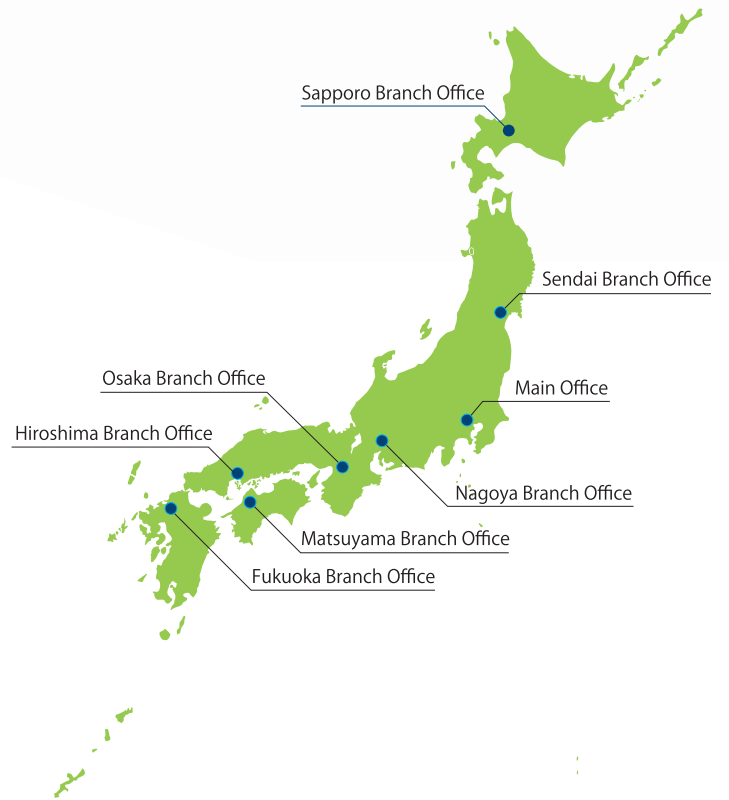 Sapporo Branch Office
Sendai Branch Office
Osaka Branch Office
Main Office
Hiroshima Branch Office
Nagoya Branch Office
Matsuyama Branch Office
Fukuoka Branch Office